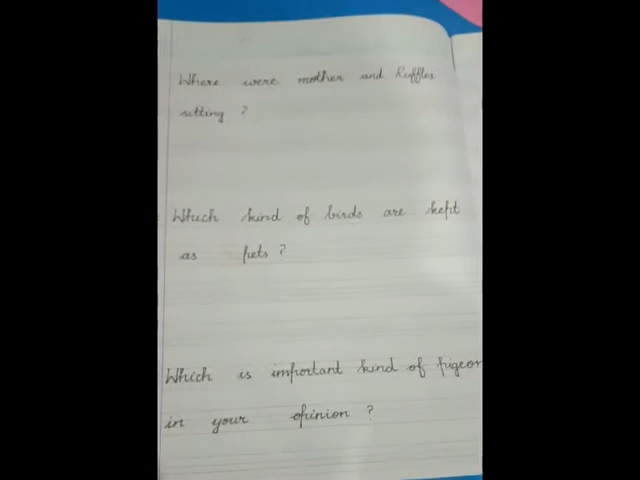 Where were mother and Ruffles
sitting ?
Which kind of birds are kept
as pets ?
Which is important kind of pigeon
in your opinion ?